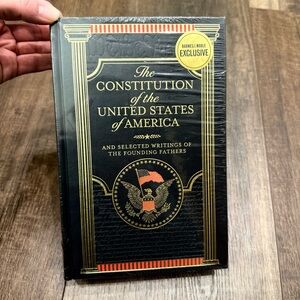 BARNES & NOBLE
EXCLUSIVE
The
CONSTITUTION
of the
UNITED STATES
of AMERICA
AND SELECTED WRITINGS OF
THE FOUNDING FATHERS